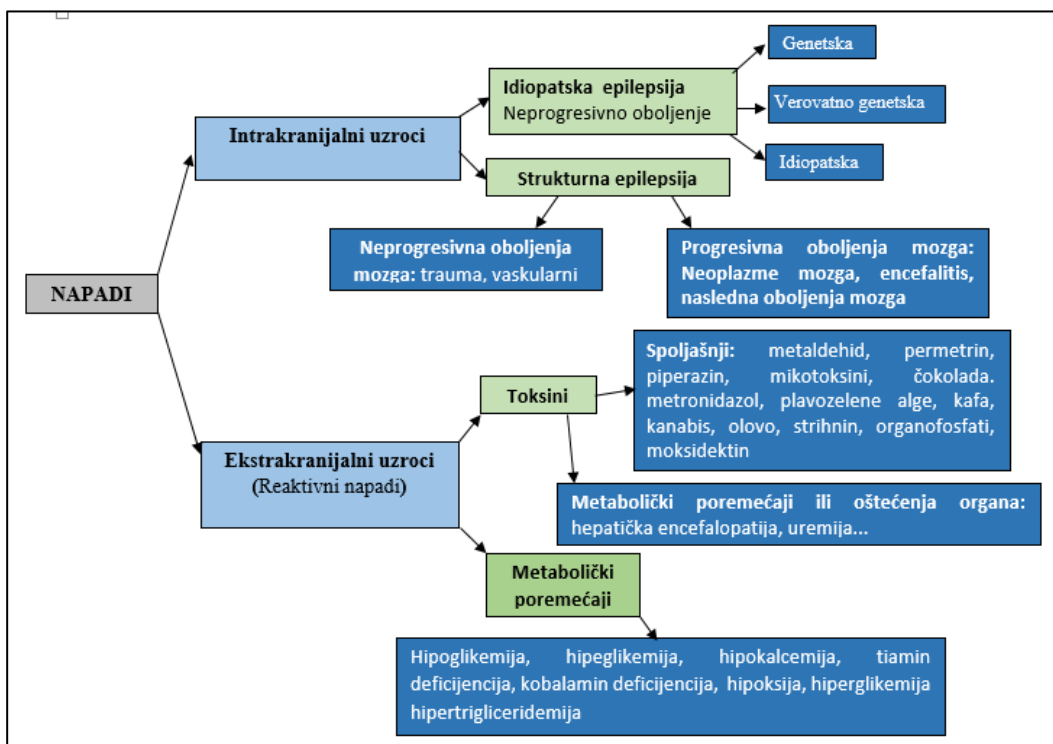 Genetska
Idiopatska epilepsija
Neprogresivno oboljenje
Verovatno genetska
Intrakranijalni uzroci
Idiopatska
Strukturna epilepsija
Neprogresivna oboljenja
mozga: trauma, vaskularni
Progresivna oboljenja mozga:
Neoplazme mozga, encefalitis,
nasledna oboljenja mozga
NAPADI
Spoljašnji: metaldehid, permetrin,
piperazin, mikotoksini, čokolada.
metronidazol, plavozelene alge, kafa,
kanabis, olovo, strihnin, organofosfati,
moksidektin
Toksini
Ekstrakranijalni uzroci
(Reaktivni napadi)
Metabolički poremećaji ili oštećenja organa:
hepatička encefalopatija, uremija...
Metabolički
poremećaji
Hipoglikemija, hipeglikemija, hipokalcemija, tiamin
deficijencija, kobalamin deficijencija, hipoksija, hiperglikemija
hipertrigliceridemija